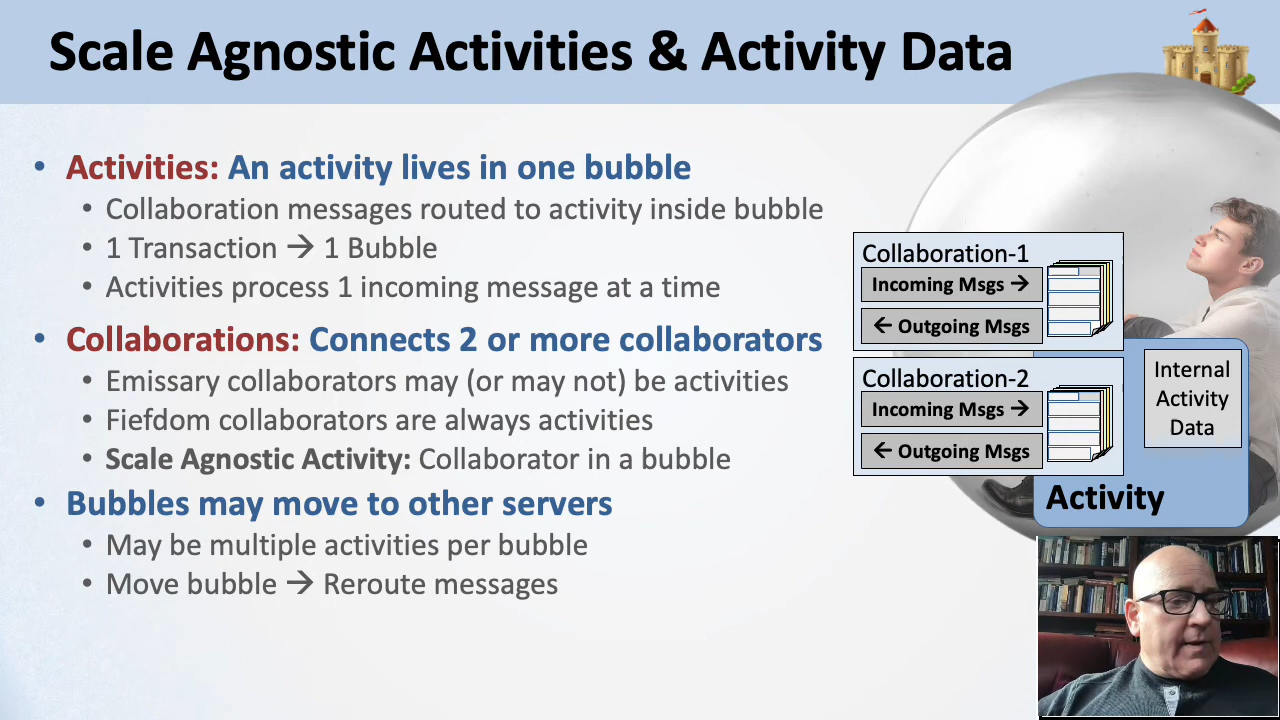 Scale Agnostic Activities & Activity Data
• Activities: An activity lives in one bubble
• Collaboration messages routed to activity inside bubble
• 1 Transaction → 1 Bubble
• Activities process 1 incoming message at a time
• Collaborations: Connects 2 or more collaborators
• Emissary collaborators may (or may not) be activities
• Fiefdom collaborators are always activities
• Scale Agnostic Activity: Collaborator in a bubble
• Bubbles may move to other servers
• May be multiple activities per bubble
• Move bubble → Reroute messages
Collaboration-1
Incoming Msgs →
← Outgoing Msgs
Collaboration-2
Incoming Msgs →
← Outgoing Msgs
Internal
Activity
Data
Activity